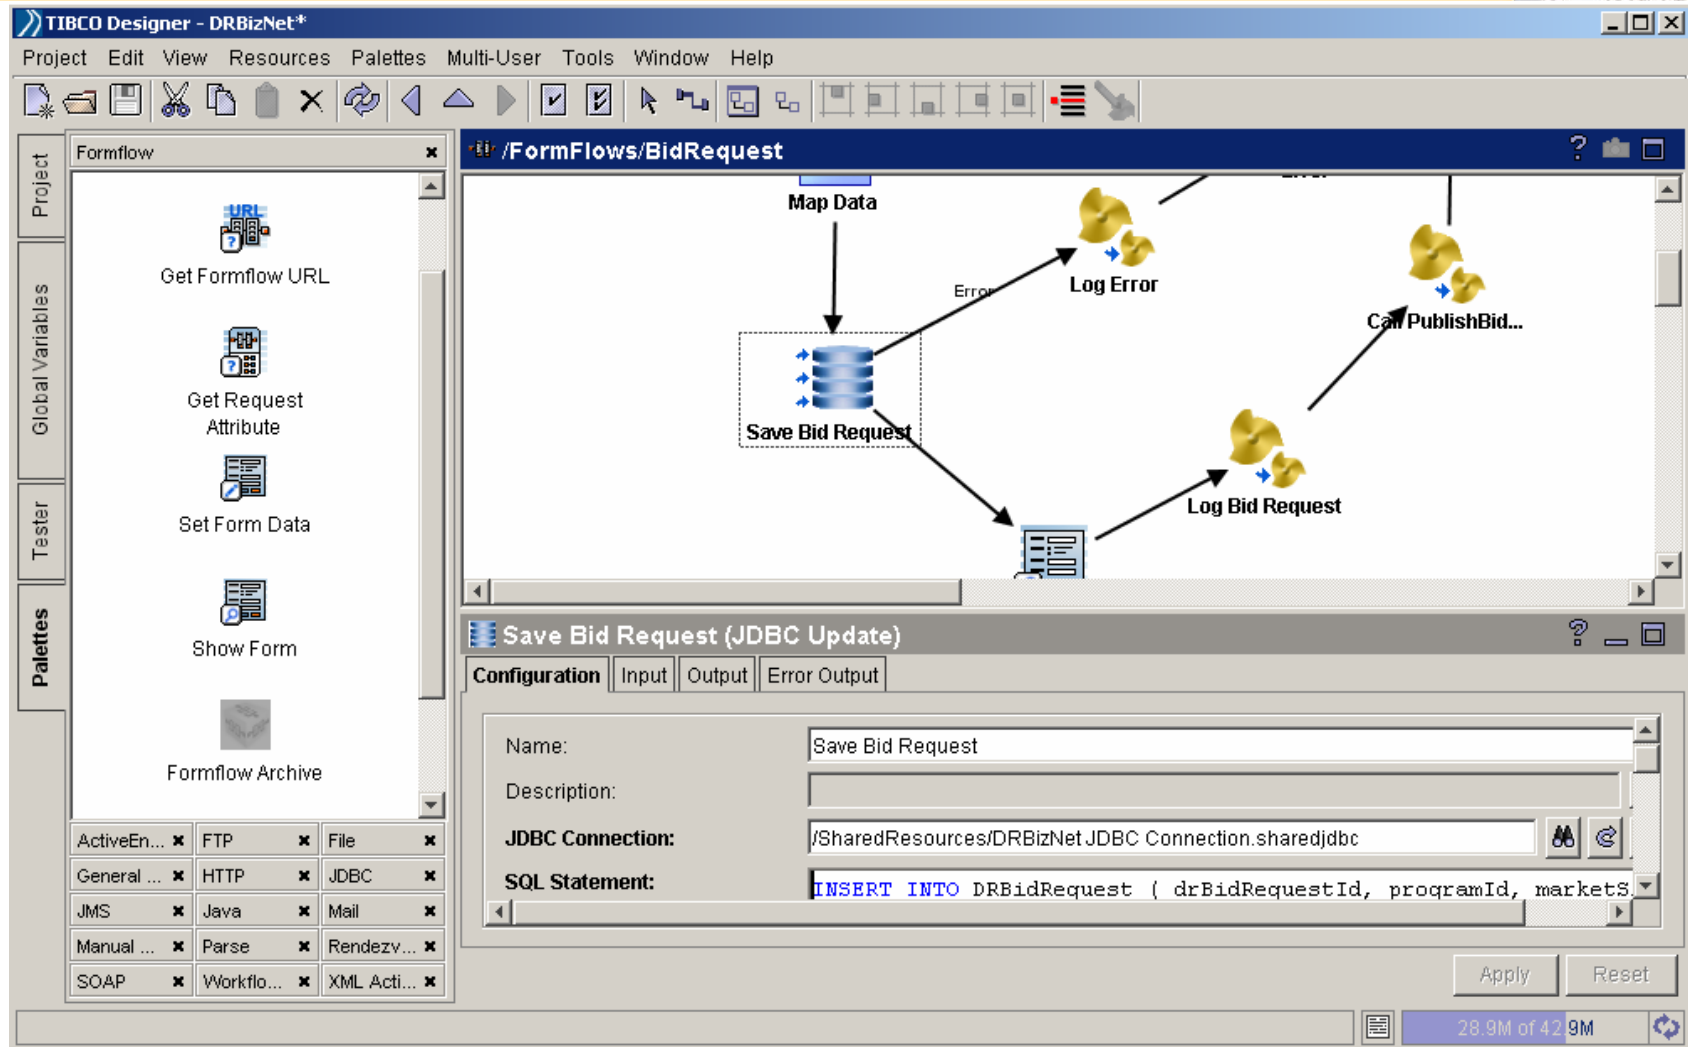 TIBCO Designer - DRBizNet*
Project Edit View Resources Palettes Multi-User Tools Window Help
Project
Global Variables
Tester
Palettes
Formflow
URL
Get Formflow URL
Get Request
Attribute
Set Form Data
Show Form
Formflow Archive
ActiveEn... FTP File
General ... HTTP JDBC
JMS Java Mail
Manual ... Parse Rendezv...
SOAP Workflo... XML Acti...
/FormFlows/BidRequest
Map Data
Error
Log Error
Call PublishBid...
Save Bid Request
Log Bid Request
Save Bid Request (JDBC Update)
Configuration Input Output Error Output
Name: Save Bid Request
Description:
JDBC Connection: /SharedResources/DRBizNet JDBC Connection.sharedjdbc
SQL Statement: INSERT INTO DRBidRequest ( drBidRequestId, programId, marketS
Apply Reset
28.9M of 42.9M